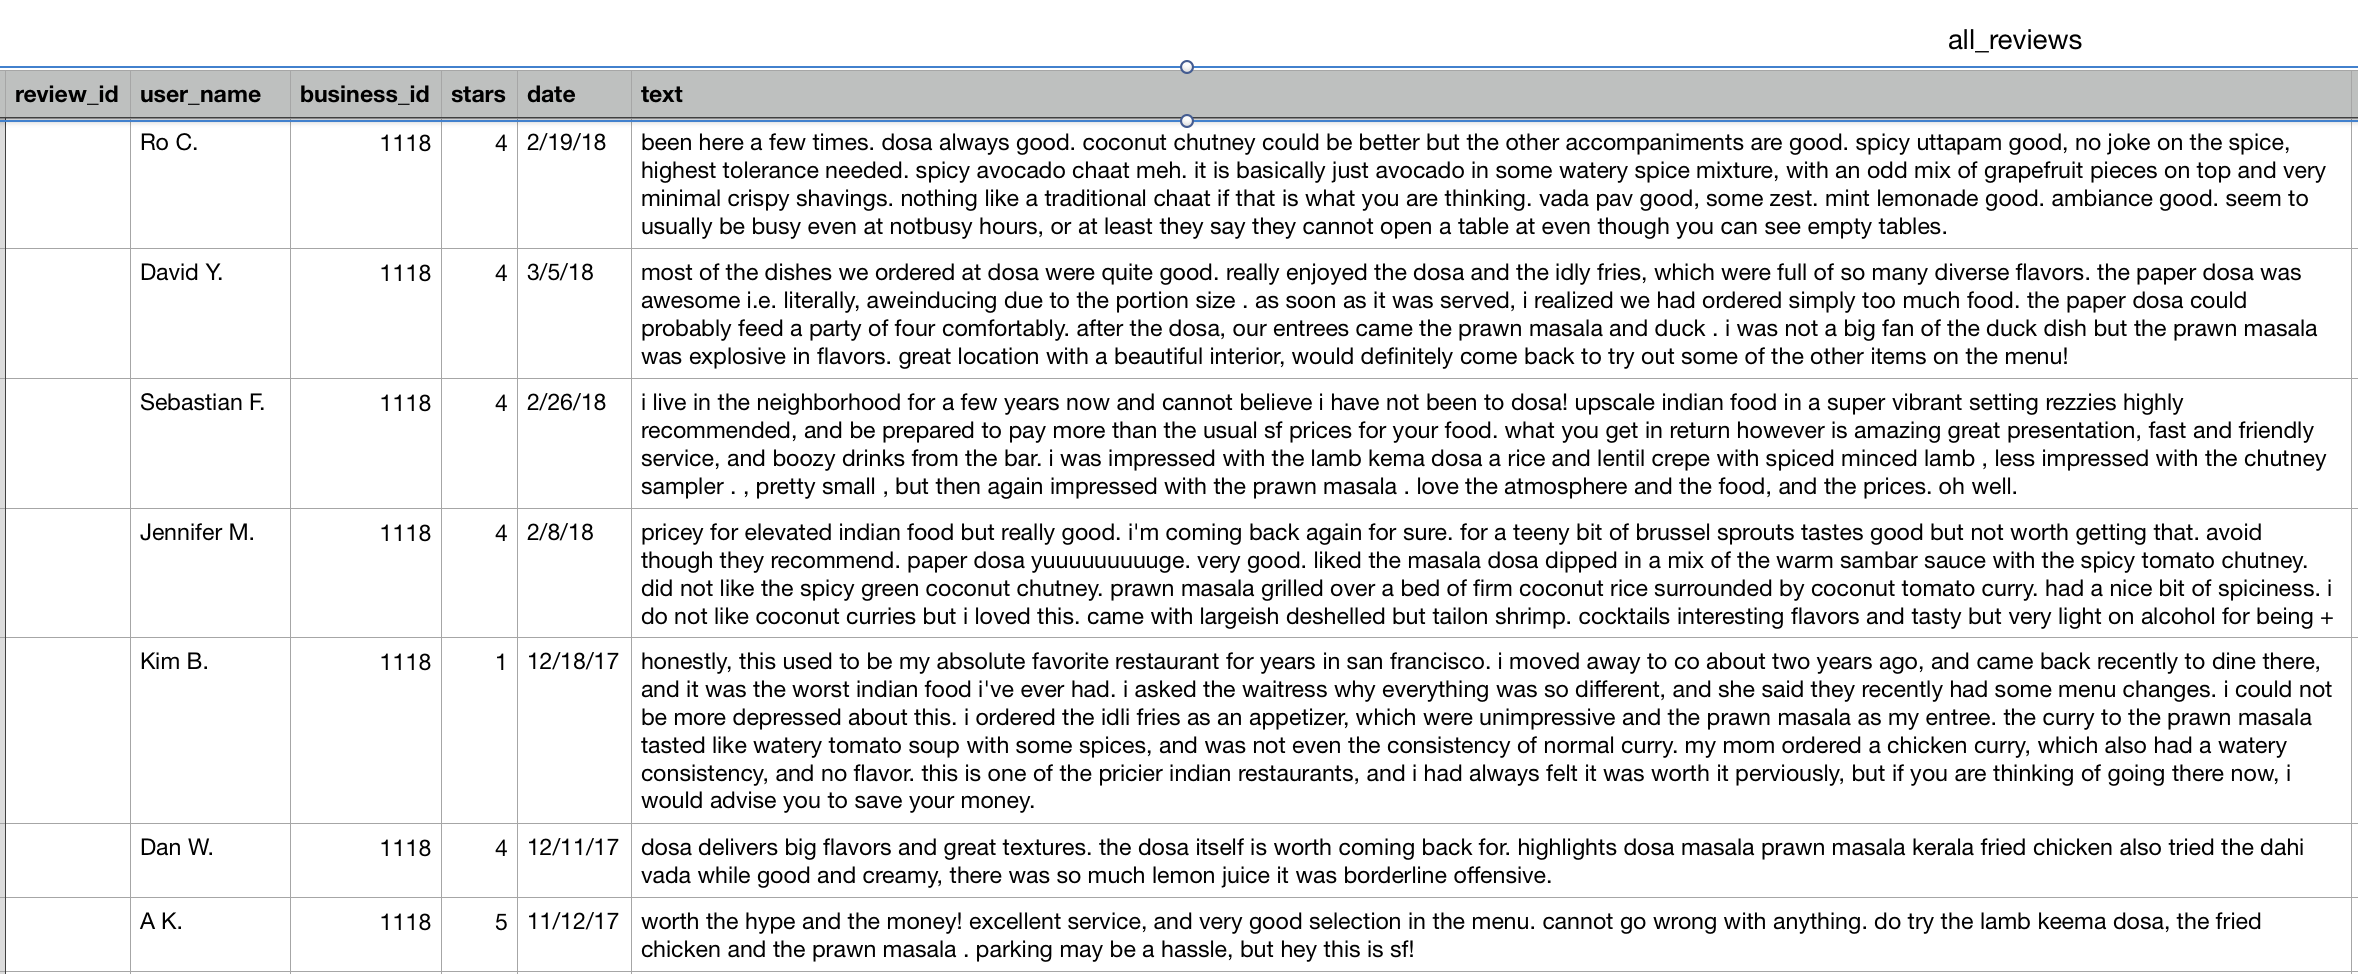 all_reviews
review_id user_name business_id stars date text
Ro C. 1118 4 2/19/18 been here a few times. dosa always good. coconut chutney could be better but the other accompaniments are good. spicy uttapam good, no joke on the spice,
highest tolerance needed. spicy avocado chaat meh. it is basically just avocado in some watery spice mixture, with an odd mix of grapefruit pieces on top and very
minimal crispy shavings. nothing like a traditional chaat if that is what you are thinking. vada pav good, some zest. mint lemonade good. ambiance good. seem to
usually be busy even at notbusy hours, or at least they say they cannot open a table at even though you can see empty tables.
David Y. 1118 4 3/5/18 most of the dishes we ordered at dosa were quite good. really enjoyed the dosa and the idly fries, which were full of so many diverse flavors. the paper dosa was
awesome i.e. literally, aweinducing due to the portion size . as soon as it was served, i realized we had ordered simply too much food. the paper dosa could
probably feed a party of four comfortably. after the dosa, our entrees came the prawn masala and duck . i was not a big fan of the duck dish but the prawn masala
was explosive in flavors. great location with a beautiful interior, would definitely come back to try out some of the other items on the menu!
Sebastian F. 1118 4 2/26/18 i live in the neighborhood for a few years now and cannot believe i have not been to dosa! upscale indian food in a super vibrant setting rezzies highly
recommended, and be prepared to pay more than the usual sf prices for your food. what you get in return however is amazing great presentation, fast and friendly
service, and boozy drinks from the bar. i was impressed with the lamb kema dosa a rice and lentil crepe with spiced minced lamb , less impressed with the chutney
sampler . , pretty small , but then again impressed with the prawn masala . love the atmosphere and the food, and the prices. oh well.
Jennifer M. 1118 4 2/8/18 pricey for elevated indian food but really good. i'm coming back again for sure. for a teeny bit of brussel sprouts tastes good but not worth getting that. avoid
though they recommend. paper dosa yuuuuuuuuuge. very good. liked the masala dosa dipped in a mix of the warm sambar sauce with the spicy tomato chutney.
did not like the spicy green coconut chutney. prawn masala grilled over a bed of firm coconut rice surrounded by coconut tomato curry. had a nice bit of spiciness. i
do not like coconut curries but i loved this. came with largeish deshelled but tailon shrimp. cocktails interesting flavors and tasty but very light on alcohol for being +
Kim B. 1118 1 12/18/17 honestly, this used to be my absolute favorite restaurant for years in san francisco. i moved away to co about two years ago, and came back recently to dine there,
and it was the worst indian food i've ever had. i asked the waitress why everything was so different, and she said they recently had some menu changes. i could not
be more depressed about this. i ordered the idli fries as an appetizer, which were unimpressive and the prawn masala as my entree. the curry to the prawn masala
tasted like watery tomato soup with some spices, and was not even the consistency of normal curry. my mom ordered a chicken curry, which also had a watery
consistency, and no flavor. this is one of the pricier indian restaurants, and i had always felt it was worth it perviously, but if you are thinking of going there now, i
would advise you to save your money.
Dan W. 1118 4 12/11/17 dosa delivers big flavors and great textures. the dosa itself is worth coming back for. highlights dosa masala prawn masala kerala fried chicken also tried the dahi
vada while good and creamy, there was so much lemon juice it was borderline offensive.
A K. 1118 5 11/12/17 worth the hype and the money! excellent service, and very good selection in the menu. cannot go wrong with anything. do try the lamb keema dosa, the fried
chicken and the prawn masala . parking may be a hassle, but hey this is sf!